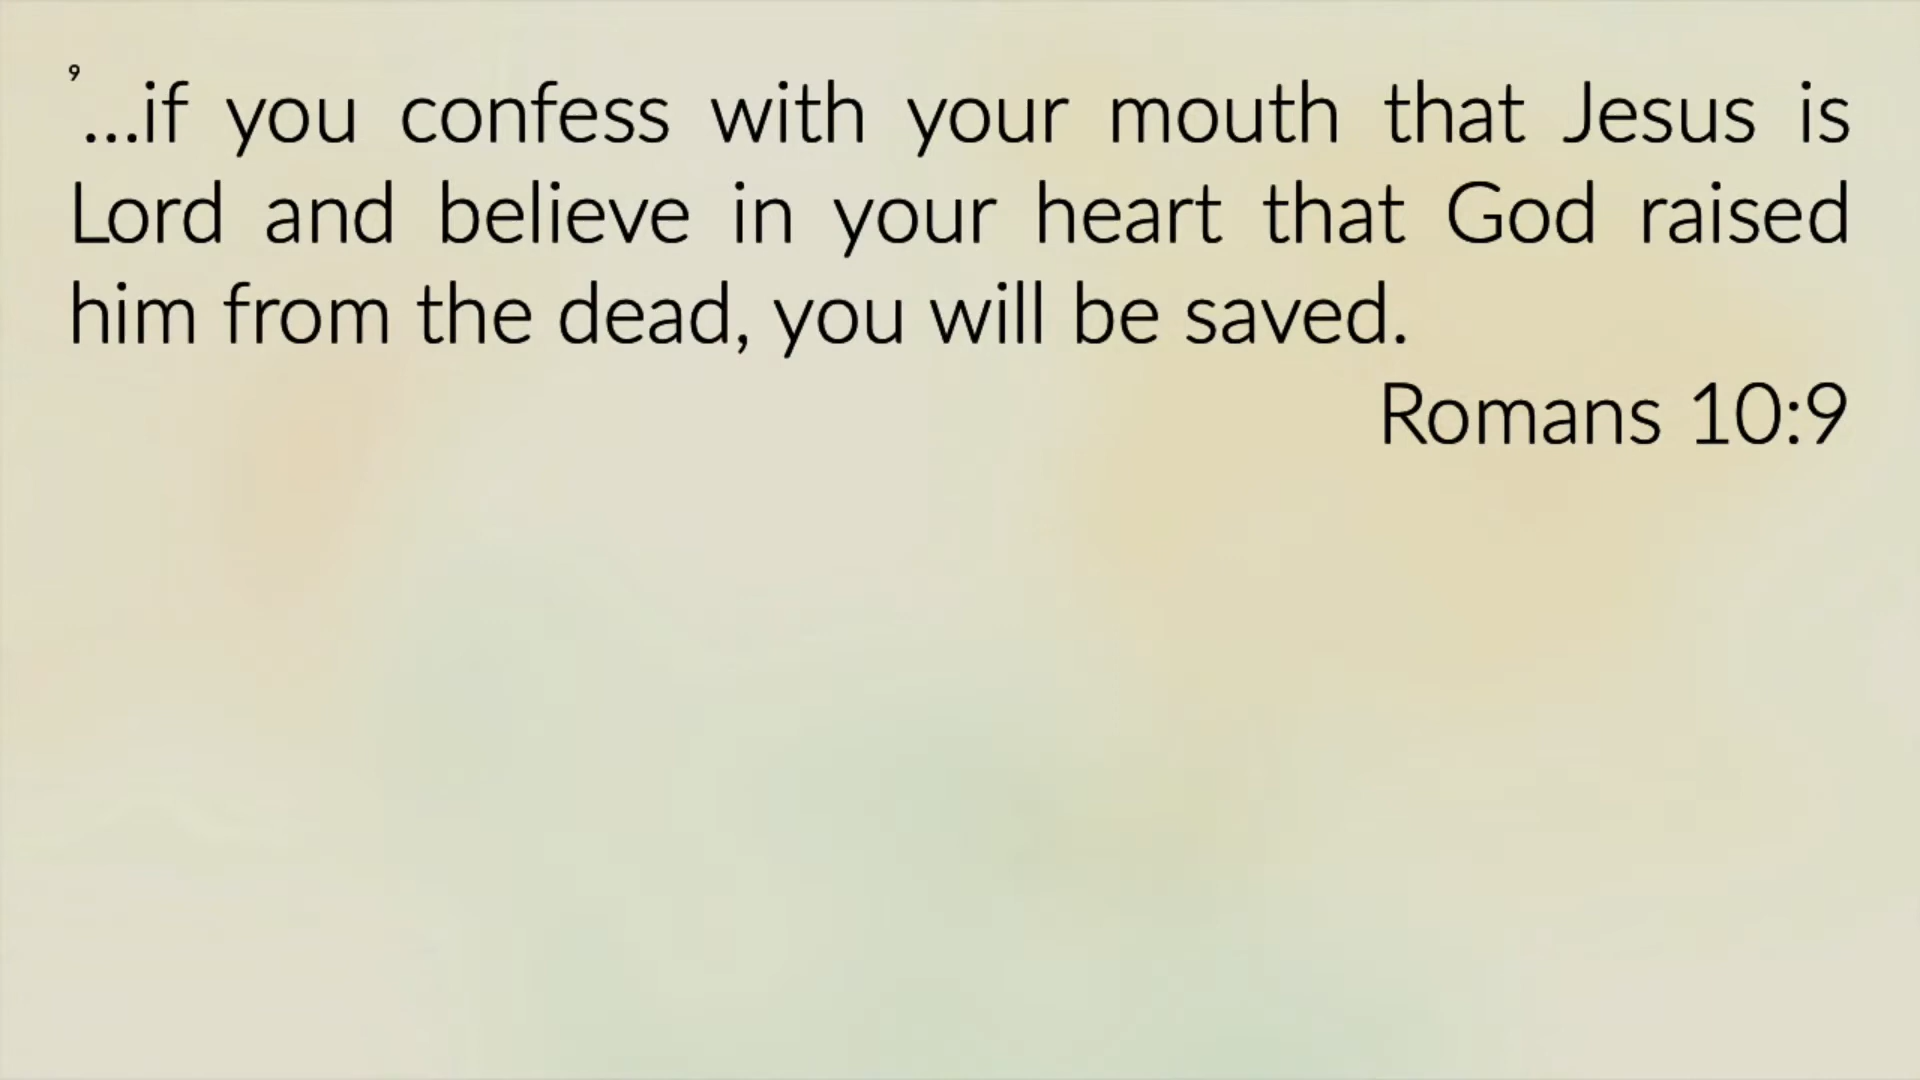 9 ...if you confess with your mouth that Jesus is
Lord and believe in your heart that God raised
him from the dead, you will be saved.
Romans 10:9